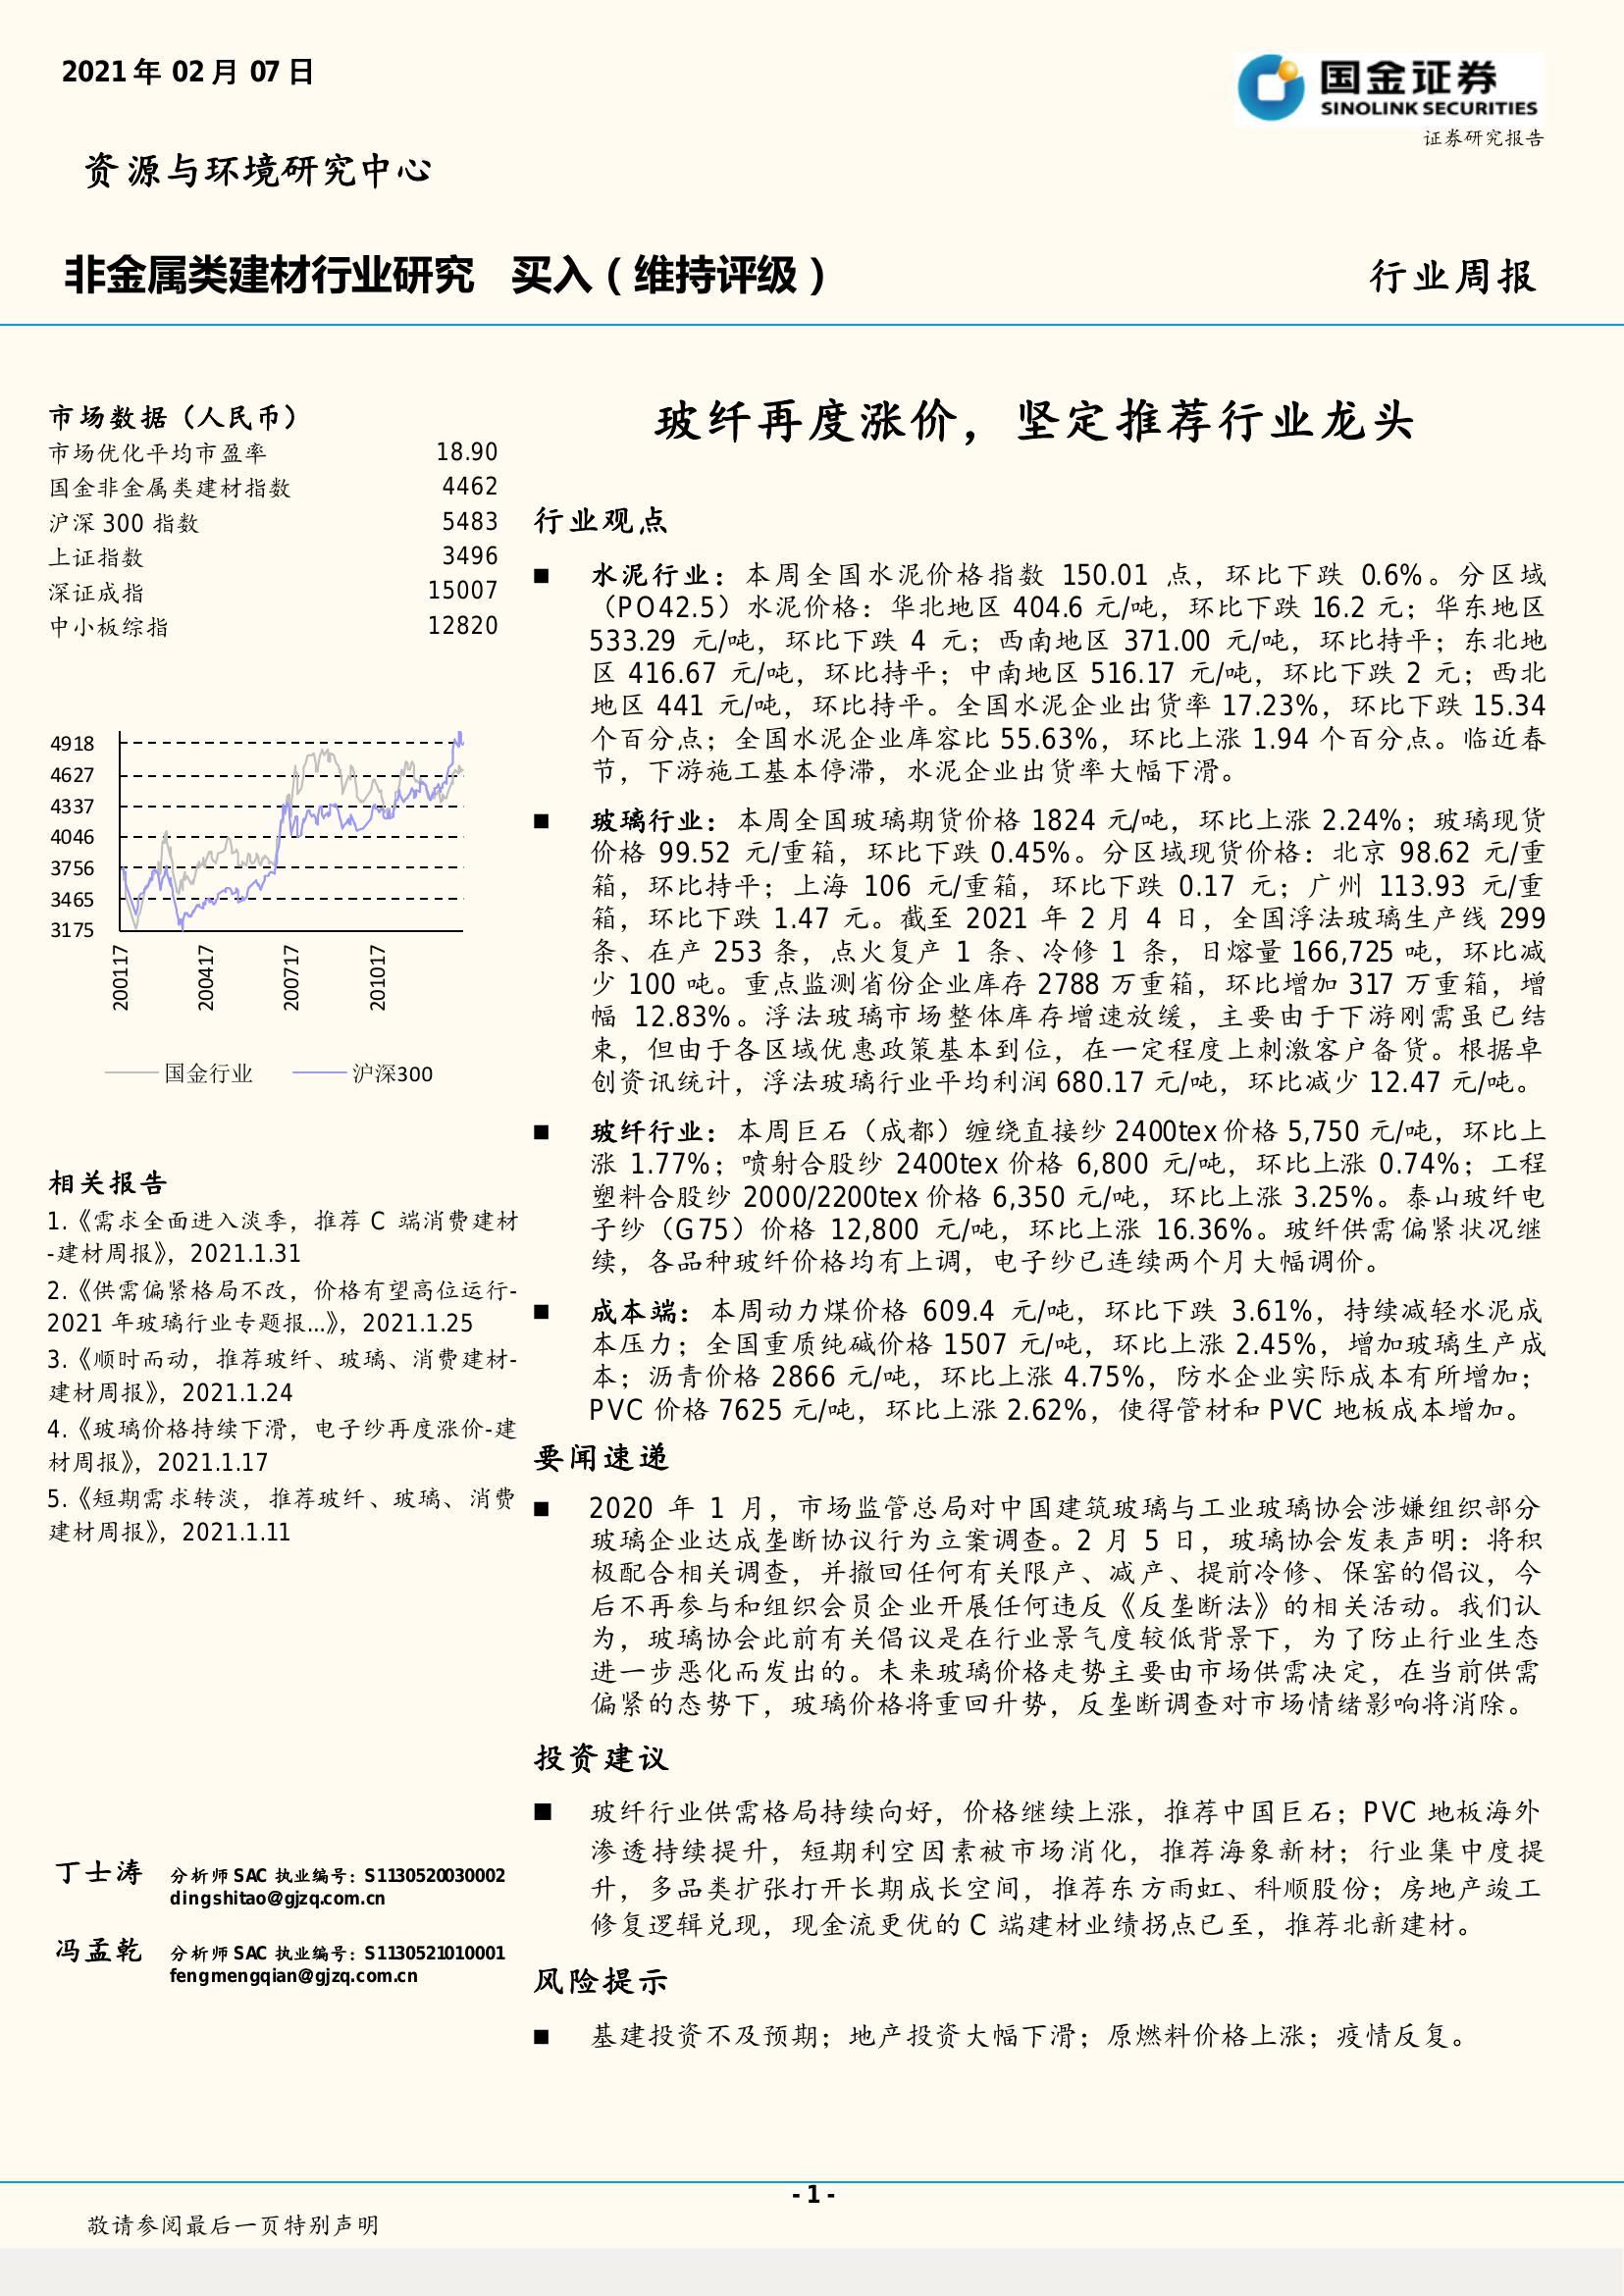 2021 年 02 月 07 日
国金证券
SINOLINK SECURITIES
证券研究报告
资源与环境研究中心
非金属类建材行业研究 买入（维持评级）
行业周报
市场数据（人民币）
市场优化平均市盈率 18.90
国金非金属类建材指数 4462
沪深 300 指数 5483
上证指数 3496
深证成指 15007
中小板综指 12820
4918
4627
4337
4046
3756
3465
3175
200117
200417
200717
201017
国金行业 沪深300
相关报告
1.《需求全面进入淡季，推荐 C 端消费建材
-建材周报》，2021.1.31
2.《供需偏紧格局不改，价格有望高位运行-
2021 年玻璃行业专题报...》，2021.1.25
3.《顺时而动，推荐玻纤、玻璃、消费建材-
建材周报》，2021.1.24
4.《玻璃价格持续下滑，电子纱再度涨价-建
材周报》，2021.1.17
5.《短期需求转淡，推荐玻纤、玻璃、消费
建材周报》，2021.1.11
丁士涛 分析师 SAC 执业编号：S1130520030002
dingshitao@gjzq.com.cn
冯孟乾 分析师 SAC 执业编号：S1130521010001
fengmengqian@gjzq.com.cn
玻纤再度涨价，坚定推荐行业龙头
行业观点
■ 水泥行业：本周全国水泥价格指数 150.01 点，环比下跌 0.6%。分区域
（PO42.5）水泥价格：华北地区 404.6 元/吨，环比下跌 16.2 元；华东地区
533.29 元/吨，环比下跌 4 元；西南地区 371.00 元/吨，环比持平；东北地
区 416.67 元/吨，环比持平；中南地区 516.17 元/吨，环比下跌 2 元；西北
地区 441 元/吨，环比持平。全国水泥企业出货率 17.23%，环比下跌 15.34
个百分点；全国水泥企业库容比 55.63%，环比上涨 1.94 个百分点。临近春
节，下游施工基本停滞，水泥企业出货率大幅下滑。
■ 玻璃行业：本周全国玻璃期货价格 1824 元/吨，环比上涨 2.24%；玻璃现货
价格 99.52 元/重箱，环比下跌 0.45%。分区域现货价格：北京 98.62 元/重
箱，环比持平；上海 106 元/重箱，环比下跌 0.17 元；广州 113.93 元/重
箱，环比下跌 1.47 元。截至 2021 年 2 月 4 日，全国浮法玻璃生产线 299
条、在产 253 条，点火复产 1 条、冷修 1 条，日熔量 166,725 吨，环比减
少 100 吨。重点监测省份企业库存 2788 万重箱，环比增加 317 万重箱，增
幅 12.83%。浮法玻璃市场整体库存增速放缓，主要由于下游刚需虽已结
束，但由于各区域优惠政策基本到位，在一定程度上刺激客户备货。根据卓
创资讯统计，浮法玻璃行业平均利润 680.17 元/吨，环比减少 12.47 元/吨。
■ 玻纤行业：本周巨石（成都）缠绕直接纱 2400tex 价格 5,750 元/吨，环比上
涨 1.77%；喷射合股纱 2400tex 价格 6,800 元/吨，环比上涨 0.74%；工程
塑料合股纱 2000/2200tex 价格 6,350 元/吨，环比上涨 3.25%。泰山玻纤电
子纱（G75）价格 12,800 元/吨，环比上涨 16.36%。玻纤供需偏紧状况继
续，各品种玻纤价格均有上调，电子纱已连续两个月大幅调价。
■ 成本端：本周动力煤价格 609.4 元/吨，环比下跌 3.61%，持续减轻水泥成
本压力；全国重质纯碱价格 1507 元/吨，环比上涨 2.45%，增加玻璃生产成
本；沥青价格 2866 元/吨，环比上涨 4.75%，防水企业实际成本有所增加；
PVC 价格 7625 元/吨，环比上涨 2.62%，使得管材和 PVC 地板成本增加。
要闻速递
■ 2020 年 1 月，市场监管总局对中国建筑玻璃与工业玻璃协会涉嫌组织部分
玻璃企业达成垄断协议行为立案调查。2 月 5 日，玻璃协会发表声明：将积
极配合相关调查，并撤回任何有关限产、减产、提前冷修、保窑的倡议，今
后不再参与和组织会员企业开展任何违反《反垄断法》的相关活动。我们认
为，玻璃协会此前有关倡议是在行业景气度较低背景下，为了防止行业生态
进一步恶化而发出的。未来玻璃价格走势主要由市场供需决定，在当前供需
偏紧的态势下，玻璃价格将重回升势，反垄断调查对市场情绪影响将消除。
投资建议
■ 玻纤行业供需格局持续向好，价格继续上涨，推荐中国巨石；PVC 地板海外
渗透持续提升，短期利空因素被市场消化，推荐海象新材；行业集中度提
升，多品类扩张打开长期成长空间，推荐东方雨虹、科顺股份；房地产竣工
修复逻辑兑现，现金流更优的 C 端建材业绩拐点已至，推荐北新建材。
风险提示
■ 基建投资不及预期；地产投资大幅下滑；原燃料价格上涨；疫情反复。
- 1 -
敬请参阅最后一页特别声明